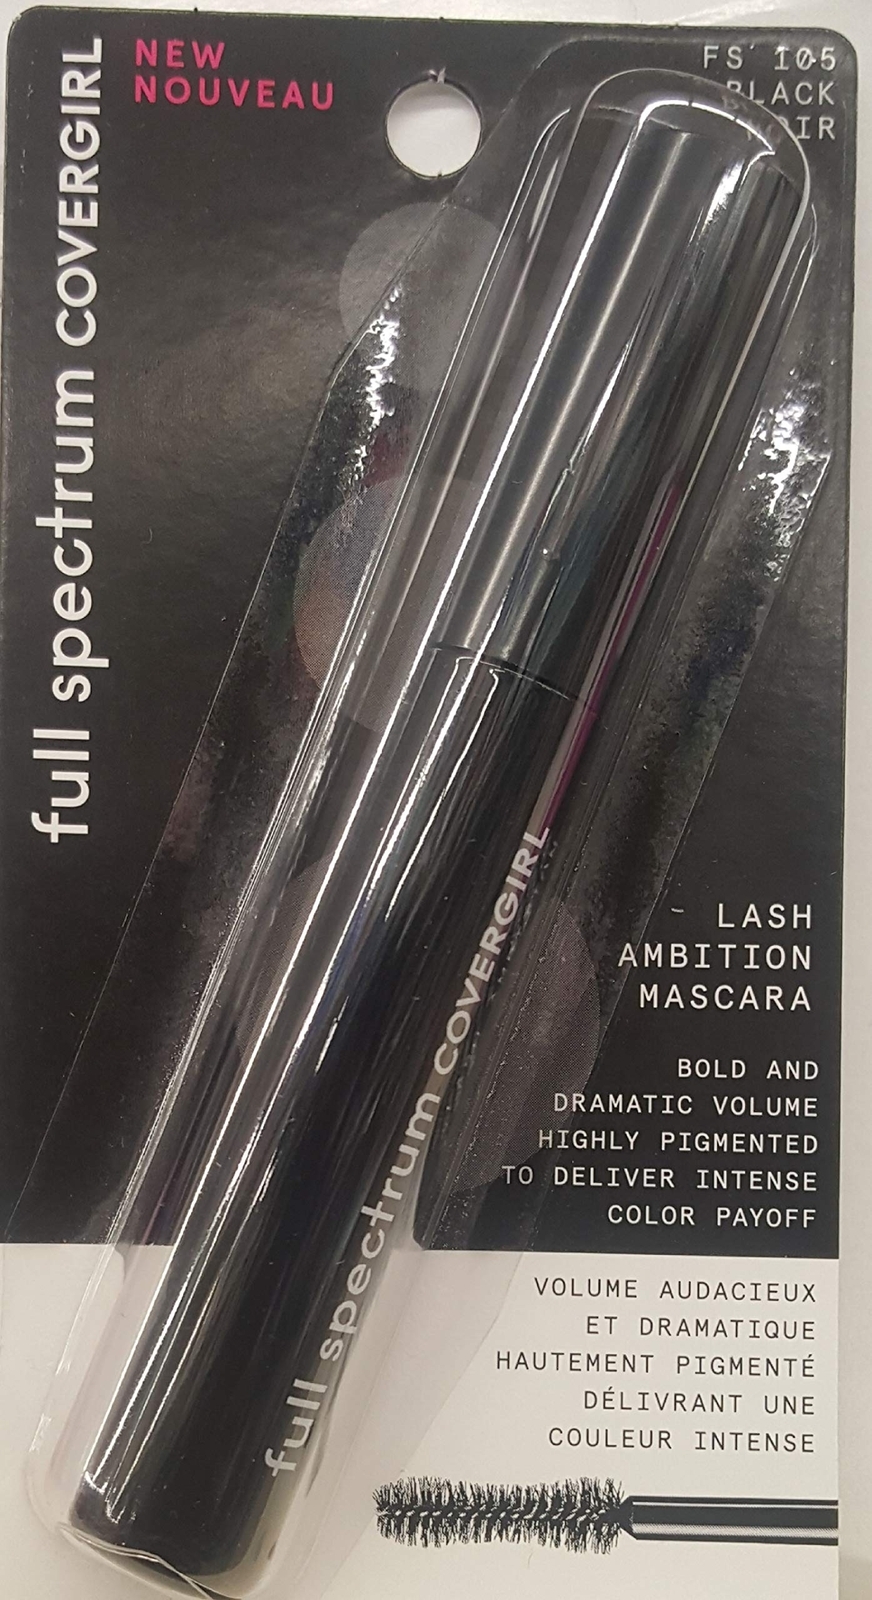 NEW
NOUVEAU
FS 105
BLACK
NOIR
full spectrum COVERGIRL
full spectrum COVERGIRL
LASH
AMBITION
MASCARA
BOLD AND
DRAMATIC VOLUME
HIGHLY PIGMENTED
TO DELIVER INTENSE
COLOR PAYOFF
VOLUME AUDACIEUX
ET DRAMATIQUE
HAUTEMENT PIGMENTÉ
DÉLIVRANT UNE
COULEUR INTENSE